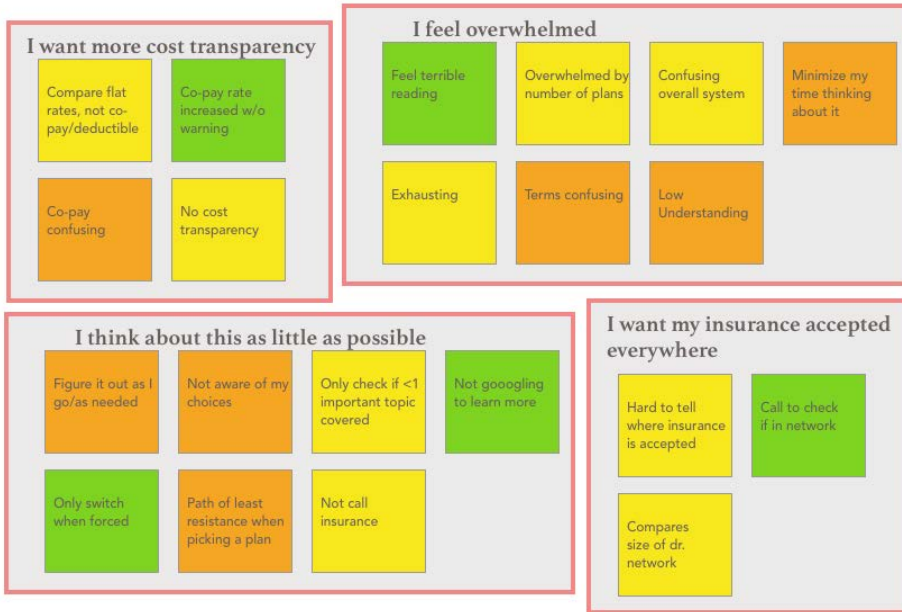 I want more cost transparency
Compare flat
rates, not co-
pay/deductible
Co-pay rate
increased w/o
warning
Co-pay
confusing
No cost
transparency
I feel overwhelmed
Feel terrible
reading
Overwhelmed by
number of plans
Confusing
overall system
Minimize my
time thinking
about it
Exhausting
Terms confusing
Low
Understanding
I think about this as little as possible
Figure it out as I
go/as needed
Not aware of my
choices
Only check if <1
important topic
covered
Not gooogling
to learn more
Only switch
when forced
Path of least
resistance when
picking a plan
Not call
insurance
I want my insurance accepted
everywhere
Hard to tell
where insurance
is accepted
Call to check
if in network
Compares
size of dr.
network